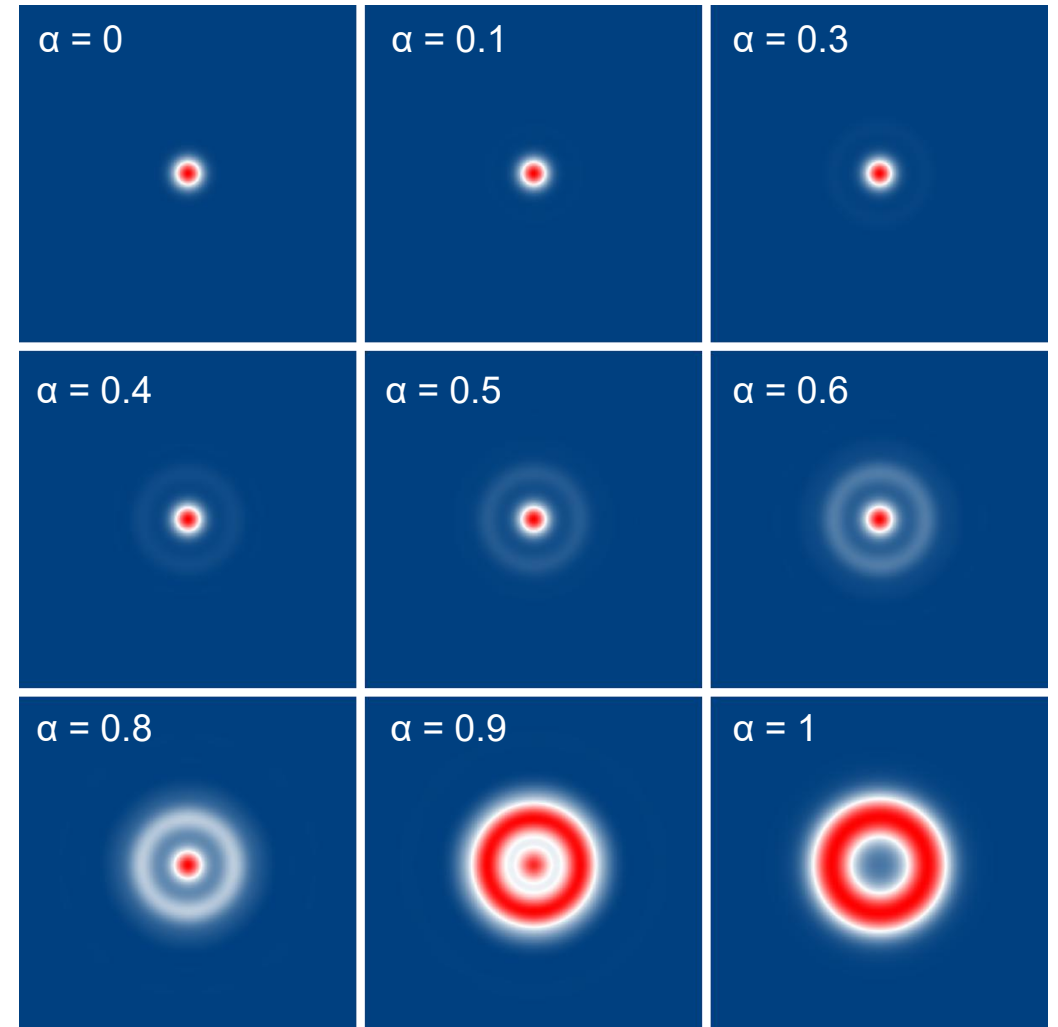 α = 0
α = 0.1
α = 0.3
α = 0.4
α = 0.5
α = 0.6
α = 0.8
α = 0.9
α = 1